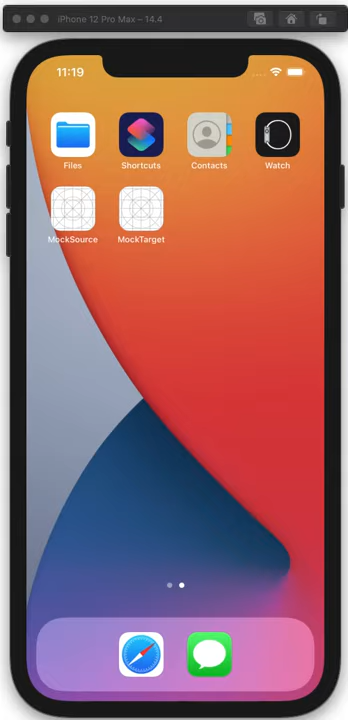 iPhone 12 Pro Max – 14.4
11:19
Files
Shortcuts
Contacts
Watch
MockSource
MockTarget